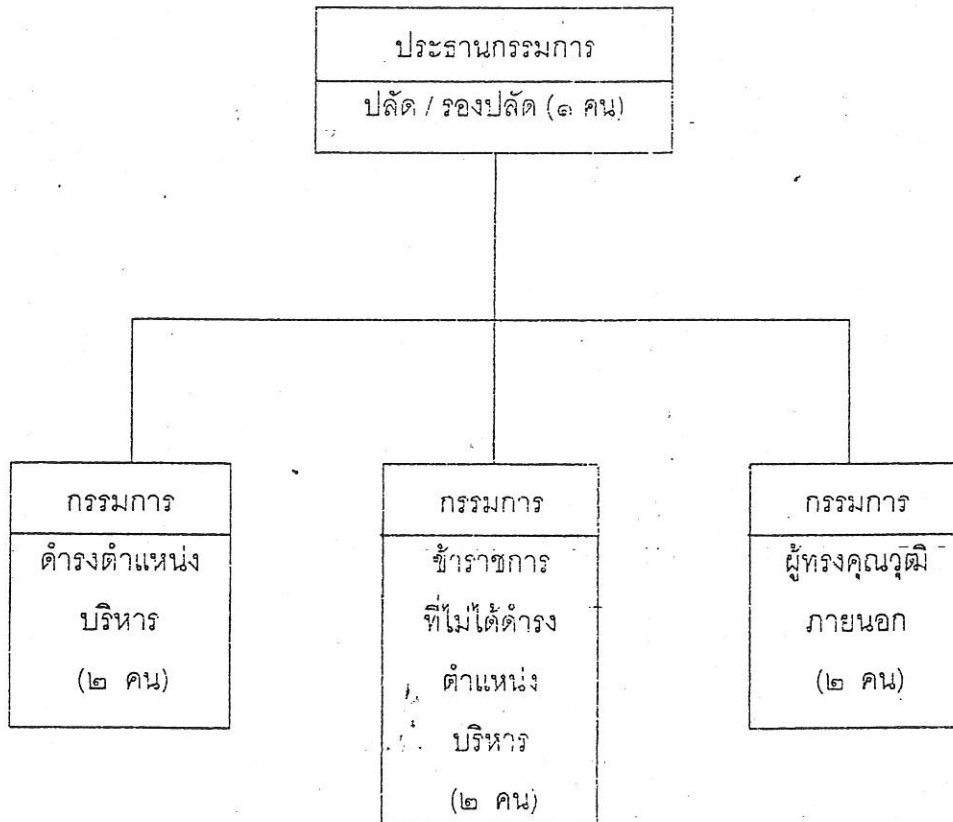 ประธานกรรมการ
ปลัด / รองปลัด (๑ คน)
กรรมการ
ดำรงตำแหน่ง
บริหาร
(๒ คน)
กรรมการ
ข้าราชการ
ที่ไม่ได้ดำรง
ตำแหน่ง
บริหาร
(๒ คน)
กรรมการ
ผู้ทรงคุณวุฒิ
ภายนอก
(๒ คน)